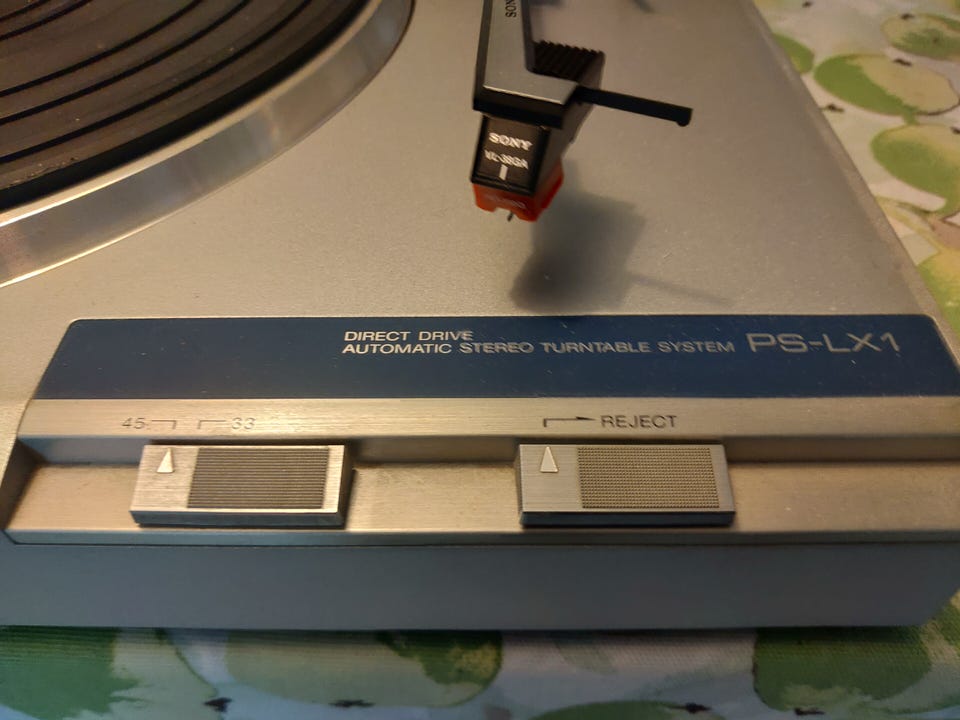 SONY
DIRECT DRIVE
AUTOMATIC STEREO TURNTABLE SYSTEM PS-LX1
45 33 REJECT